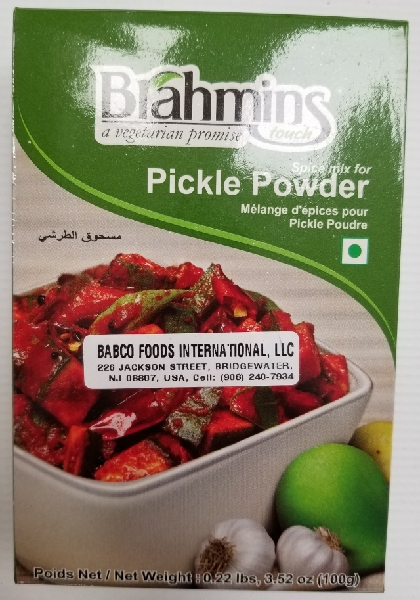 Brahmins
a vegetarian promise
touch
Spice mix for
Pickle Powder
Mélange d'épices pour
Pickle Poudre
مسحوق الطرشي
BABCO FOODS INTERNATIONAL, LLC
226 JACKSON STREET, BRIDGEWATER,
NJ 08807, USA, Cell: (908) 240-7934
Poids Net / Net Weight : 0.22 lbs, 3.52 oz (100g)